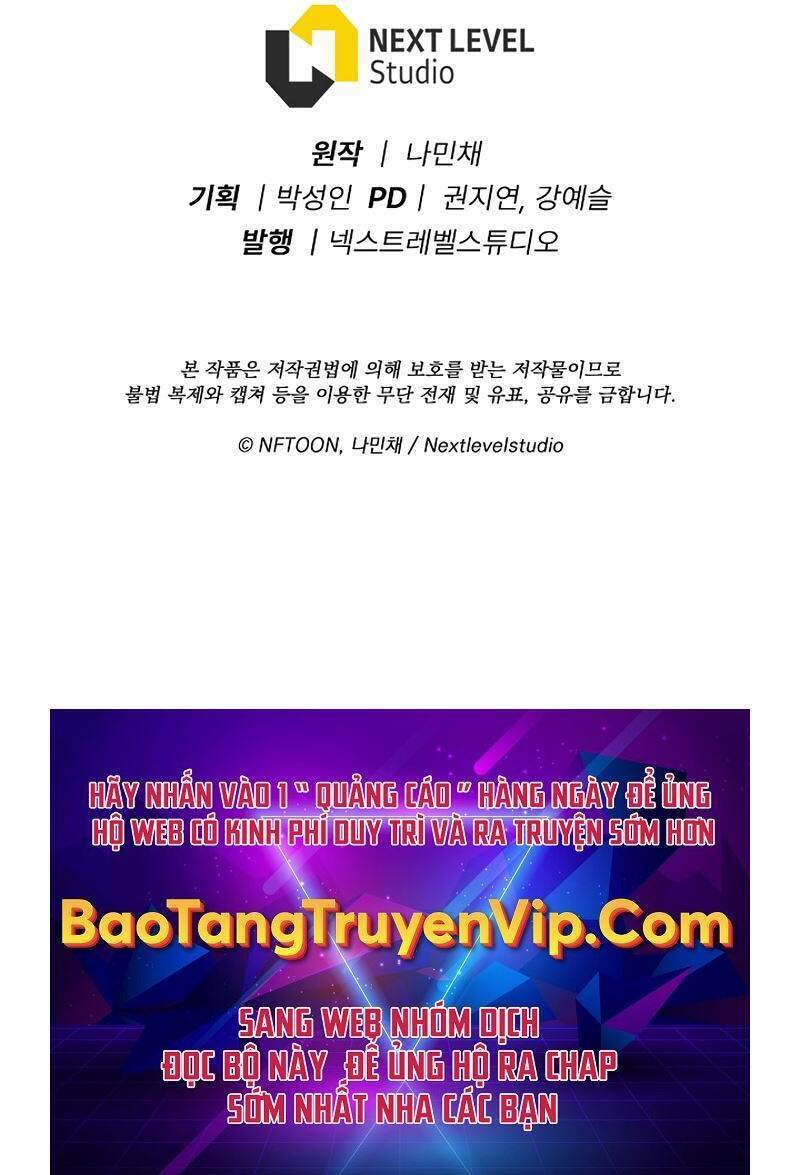 NEXT LEVEL
Studio
원작 | 나민채
기획 | 박성인 PD | 권지연, 강예슬
발행 | 넥스트레벨스튜디오
본 작품은 저작권법에 의해 보호를 받는 저작물이므로
불법 복제와 캡쳐 등을 이용한 무단 전재 및 유포, 공유를 금합니다.
© NFTOON, 나민채 / Nextlevelstudio
HÃY NHẤN VÀO 1 “ QUẢNG CÁO ” HÀNG NGÀY ĐỂ ỦNG
HỘ WEB CÓ KINH PHÍ DUY TRÌ VÀ RA TRUYỆN SỚM HƠN
BaoTangTruyenVip.Com
SANG WEB NHÓM DỊCH
ĐỌC BỘ NÀY ĐỂ ỦNG HỘ RA CHAP
SỚM NHẤT NHA CÁC BẠN